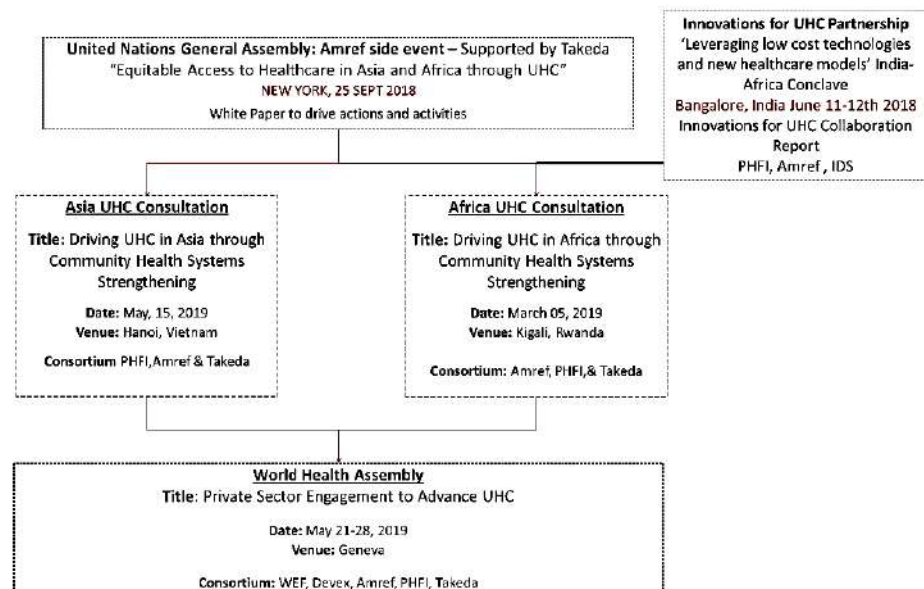 United Nations General Assembly: Amref side event – Supported by Takeda
“Equitable Access to Healthcare in Asia and Africa through UHC”
NEW YORK, 25 SEPT 2018
White Paper to drive actions and activities
Innovations for UHC Partnership
‘Leveraging low cost technologies
and new healthcare models’ India-
Africa Conclave
Bangalore, India June 11-12th 2018
Innovations for UHC Collaboration
Report
PHFI, Amref , IDS
Asia UHC Consultation
Title: Driving UHC in Asia through
Community Health Systems
Strengthening
Date: May, 15, 2019
Venue: Hanoi, Vietnam
Consortium PHFI,Amref & Takeda
Africa UHC Consultation
Title: Driving UHC in Africa through
Community Health Systems
Strengthening
Date: March 05, 2019
Venue: Kigali, Rwanda
Consortium: Amref, PHFI,& Takeda
World Health Assembly
Title: Private Sector Engagement to Advance UHC
Date: May 21-28, 2019
Venue: Geneva
Consortium: WEF, Devex, Amref, PHFI, Takeda